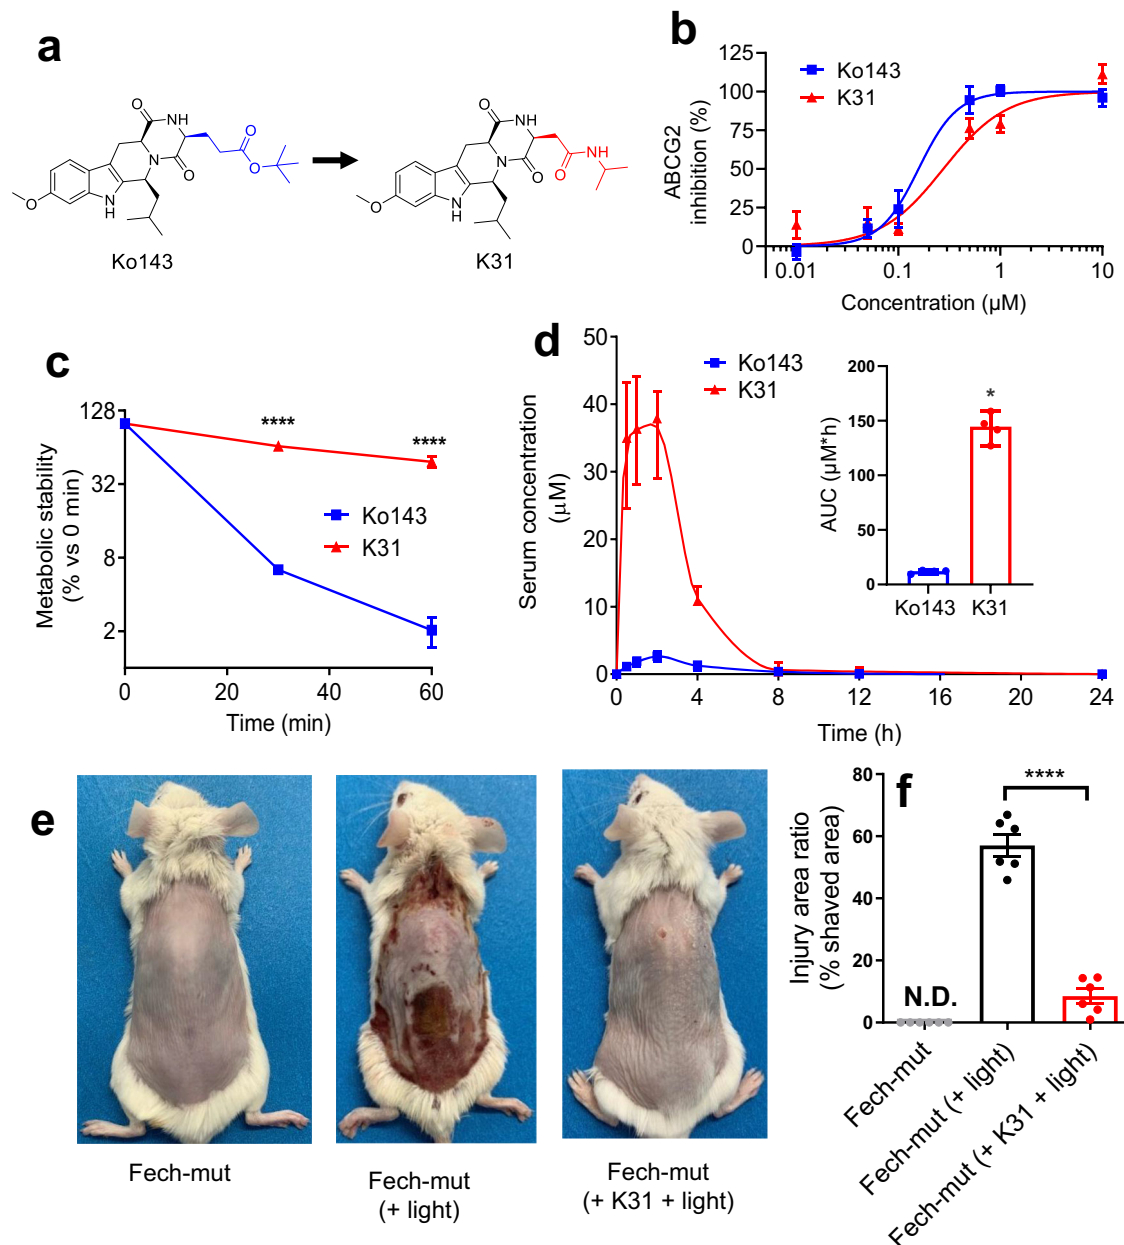 a
O
NH
N
O
O
O
O
N
H
Ko143
O
NH
N
O
NH
O
O
N
H
K31
b
Ko143
K31
ABCG2
inhibition (%)
125
100
75
50
25
0
0.01
0.1
1
10
Concentration (µM)
c
Metabolic stability
(% vs 0 min)
128
32
8
2
****
****
Ko143
K31
0
20
40
60
Time (min)
d
Serum concentration
(µM)
50
40
30
20
10
0
Ko143
K31
0
4
8
12
16
20
24
Time (h)
AUC (µM*h)
200
150
100
50
0
*
Ko143
K31
e
Fech-mut
Fech-mut
(+ light)
Fech-mut
(+ K31 + light)
f
Injury area ratio
(% shaved area)
80
60
40
20
0
****
N.D.
Fech-mut
Fech-mut (+ light)
Fech-mut (+ K31 + light)